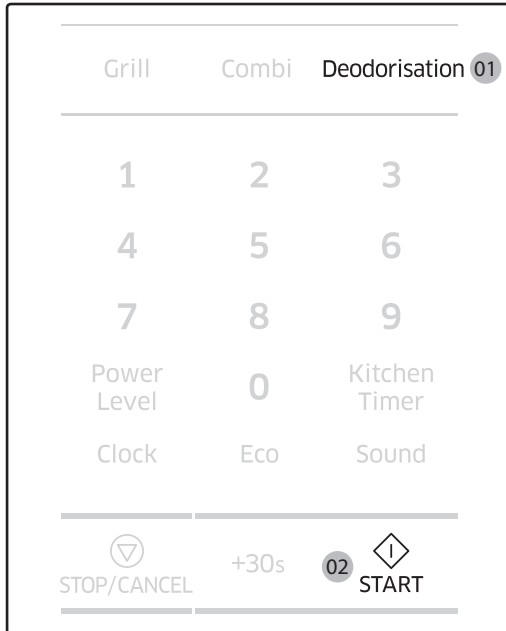 Grill Combi Deodorisation 01
1 2 3
4 5 6
7 8 9
Power Level 0 Kitchen Timer
Clock Eco Sound
STOP/CANCEL +30s 02 START